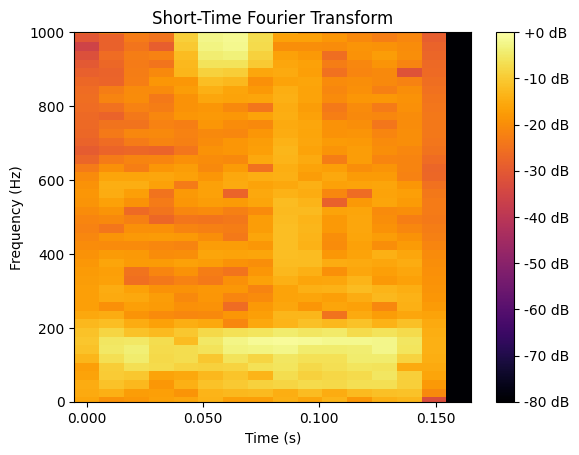 Short-Time Fourier Transform
1000
800
600
400
200
0
Frequency (Hz)
0.000
0.050
0.100
0.150
Time (s)
+0 dB
-10 dB
-20 dB
-30 dB
-40 dB
-50 dB
-60 dB
-70 dB
-80 dB